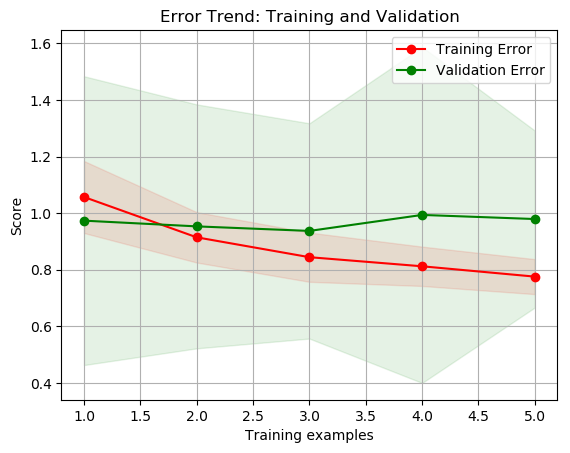 Error Trend: Training and Validation
Training Error
Validation Error
1.6
1.4
1.2
1.0
0.8
0.6
0.4
Score
1.0 1.5 2.0 2.5 3.0 3.5 4.0 4.5 5.0
Training examples